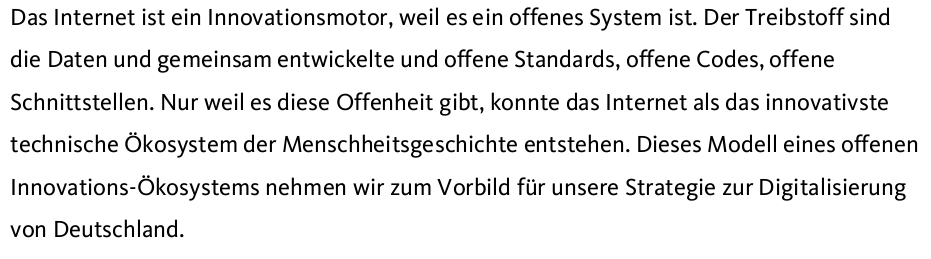 Das Internet ist ein Innovationsmotor, weil es ein offenes System ist. Der Treibstoff sind
die Daten und gemeinsam entwickelte und offene Standards, offene Codes, offene
Schnittstellen. Nur weil es diese Offenheit gibt, konnte das Internet als das innovativste
technische Ökosystem der Menschheitsgeschichte entstehen. Dieses Modell eines offenen
Innovations-Ökosystems nehmen wir zum Vorbild für unsere Strategie zur Digitalisierung
von Deutschland.